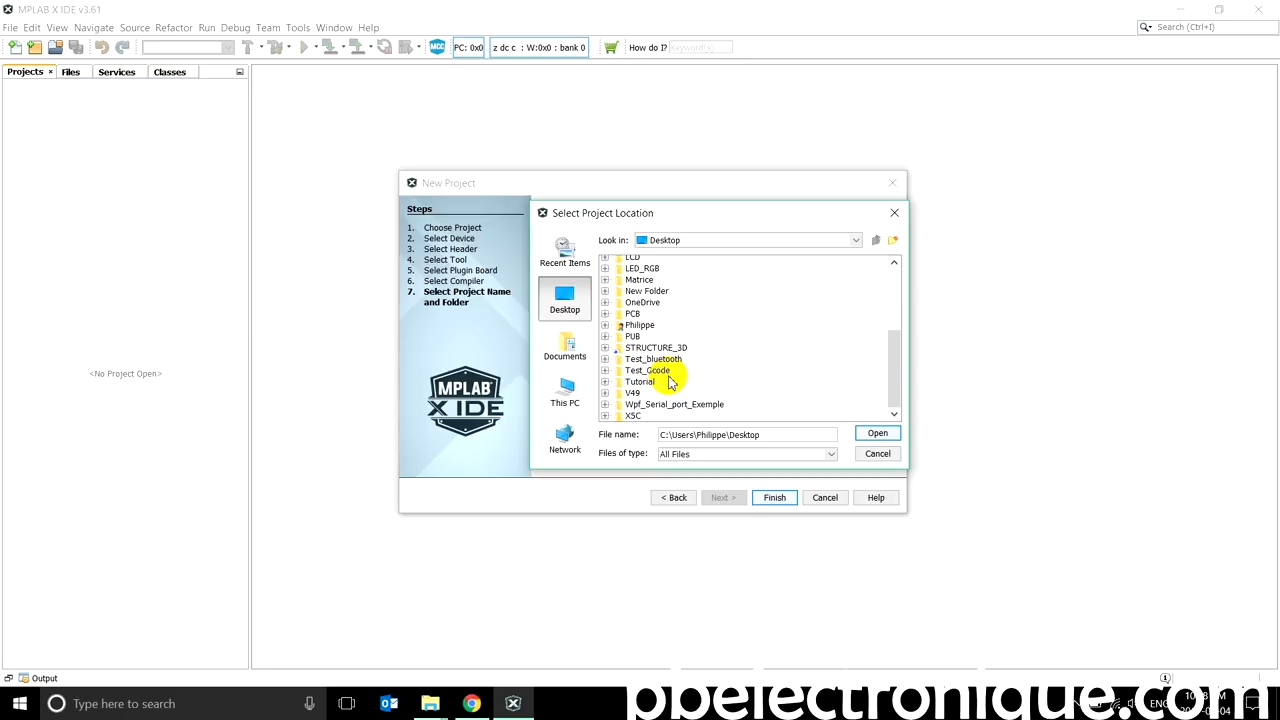 MPLAB X IDE v3.61
File Edit View Navigate Source Refactor Run Debug Team Tools Window Help
Search (Ctrl+I)
MCC PC: 0x0 z dc c : W:0x0 : bank 0 How do I? Keyword(s)
Projects Files Services Classes
<No Project Open>
New Project
Steps
1. Choose Project
2. Select Device
3. Select Header
4. Select Tool
5. Select Plugin Board
6. Select Compiler
7. Select Project Name
and Folder
MPLAB
X IDE
Select Project Location
Look in: Desktop
Recent Items
Desktop
Documents
This PC
Network
LCD
LED_RGB
Matrice
New Folder
OneDrive
PCB
Philippe
PUB
STRUCTURE_3D
Test_bluetooth
Test_Gcode
Tutorial
V49
Wpf_Serial_port_Exemple
X5C
File name: C:\Users\Philippe\Desktop Open
Files of type: All Files Cancel
< Back Next > Finish Cancel Help
Output
Type here to search
ENG
ppelectronique.com